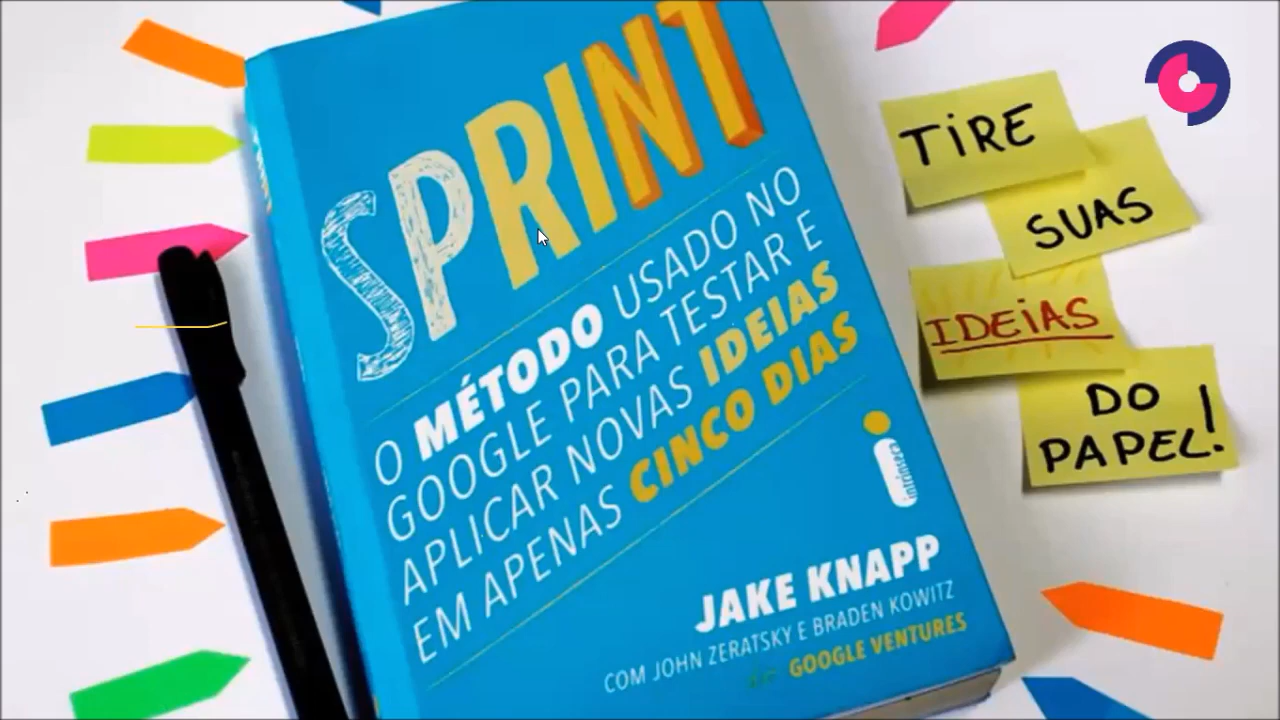 SPRINT
O MÉTODO USADO NO
GOOGLE PARA TESTAR E
APLICAR NOVAS IDEIAS
EM APENAS CINCO DIAS
intrínseca
JAKE KNAPP
COM JOHN ZERATSKY E BRADEN KOWITZ
do GOOGLE VENTURES
TiRE
SUAS
IDEiAS
DO
PAPEL!